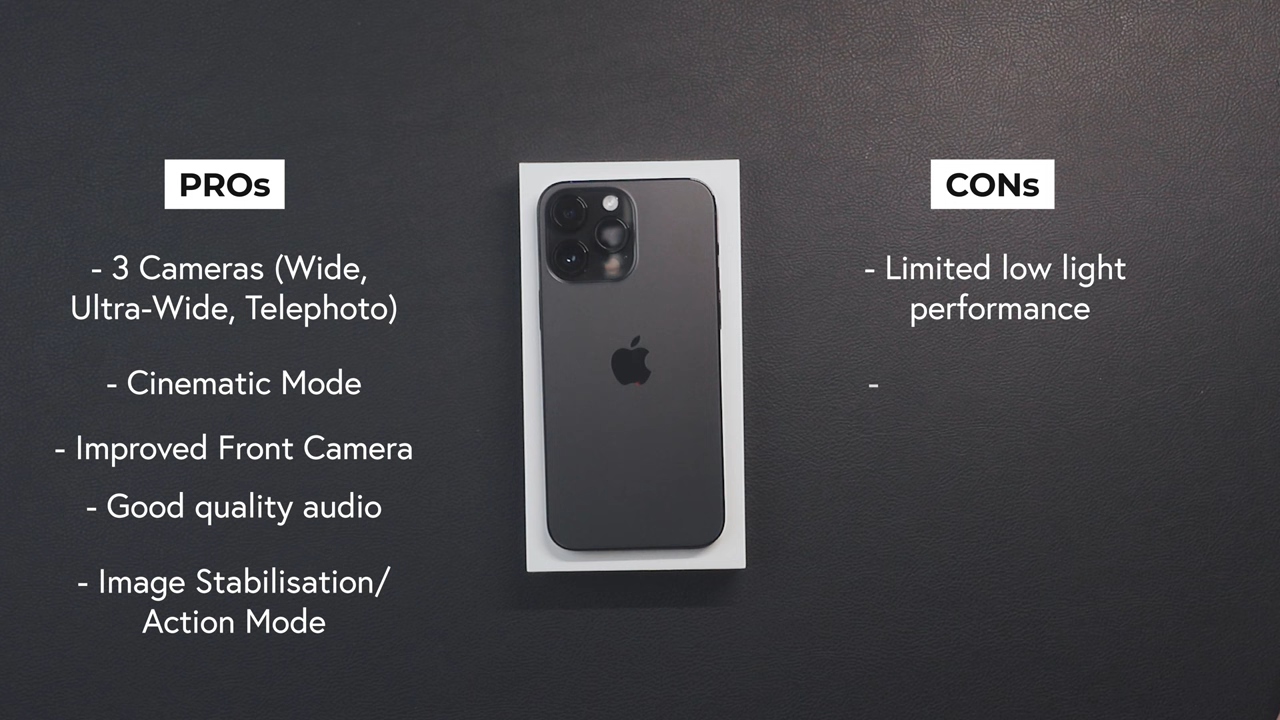 PROs
- 3 Cameras (Wide,
Ultra-Wide, Telephoto)
- Cinematic Mode
- Improved Front Camera
- Good quality audio
- Image Stabilisation/
Action Mode
CONs
- Limited low light
performance
-